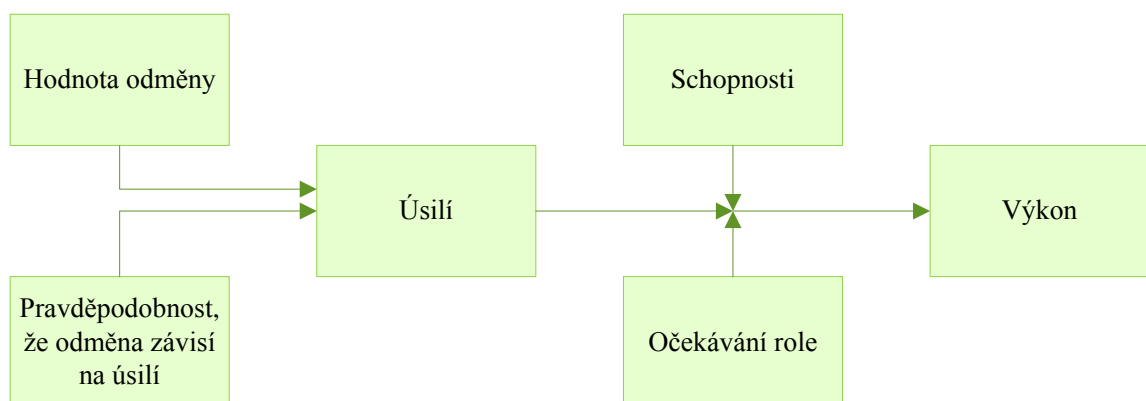 Hodnota odměny
Schopnosti
Úsilí
Výkon
Pravděpodobnost,
že odměna závisí
na úsilí
Očekávání role